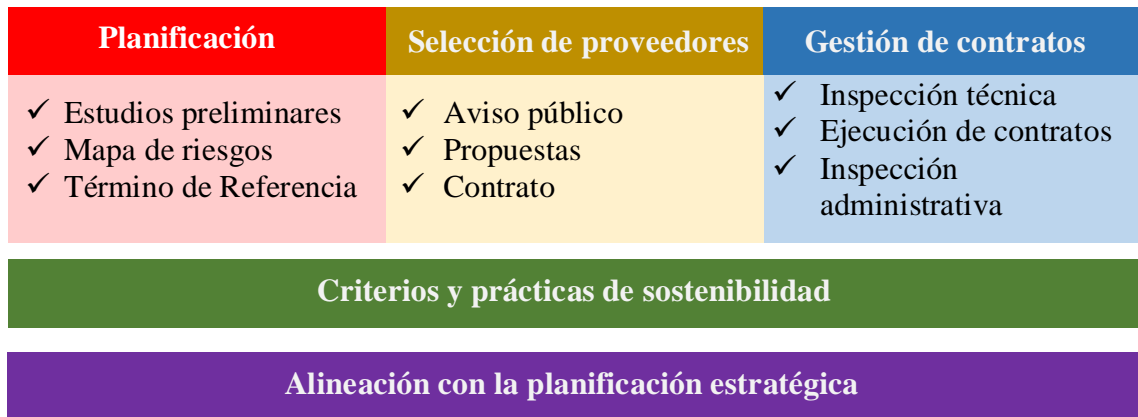 Planificación
Selección de proveedores
Gestión de contratos
✓ Estudios preliminares
✓ Mapa de riesgos
✓ Término de Referencia
✓ Aviso público
✓ Propuestas
✓ Contrato
✓ Inspección técnica
✓ Ejecución de contratos
✓ Inspección
administrativa
Criterios y prácticas de sostenibilidad
Alineación con la planificación estratégica